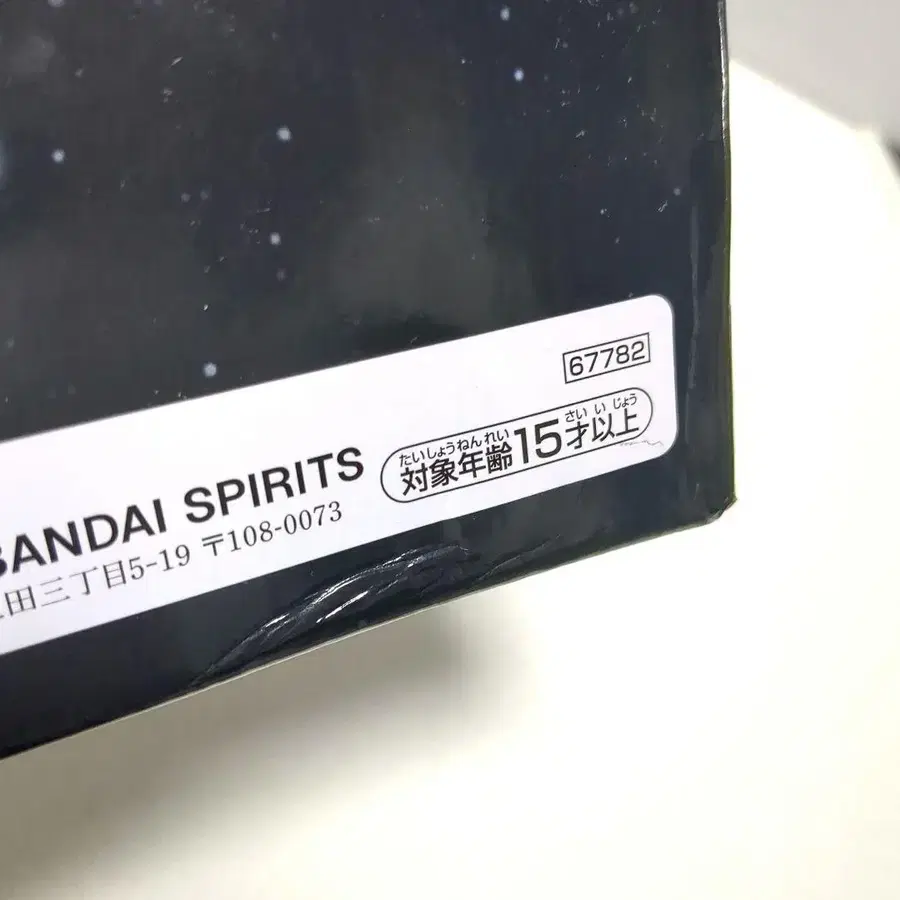 67782
たいしょうねんれい さい いじょう
対象年齢15才以上
BANDAI SPIRITS
田三丁目5-19 〒108-0073